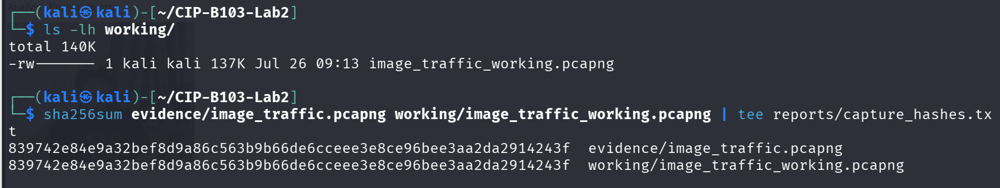 ┌──(kali㉿kali)-[~/CIP-B103-Lab2]
└─$ ls -lh working/
total 140K
-rw------- 1 kali kali 137K Jul 26 09:13 image_traffic_working.pcapng
┌──(kali㉿kali)-[~/CIP-B103-Lab2]
└─$ sha256sum evidence/image_traffic.pcapng working/image_traffic_working.pcapng | tee reports/capture_hashes.tx
t
839742e84e9a32bef8d9a86c563b9b66de6cceee3e8ce96bee3aa2da2914243f  evidence/image_traffic.pcapng
839742e84e9a32bef8d9a86c563b9b66de6cceee3e8ce96bee3aa2da2914243f  working/image_traffic_working.pcapng